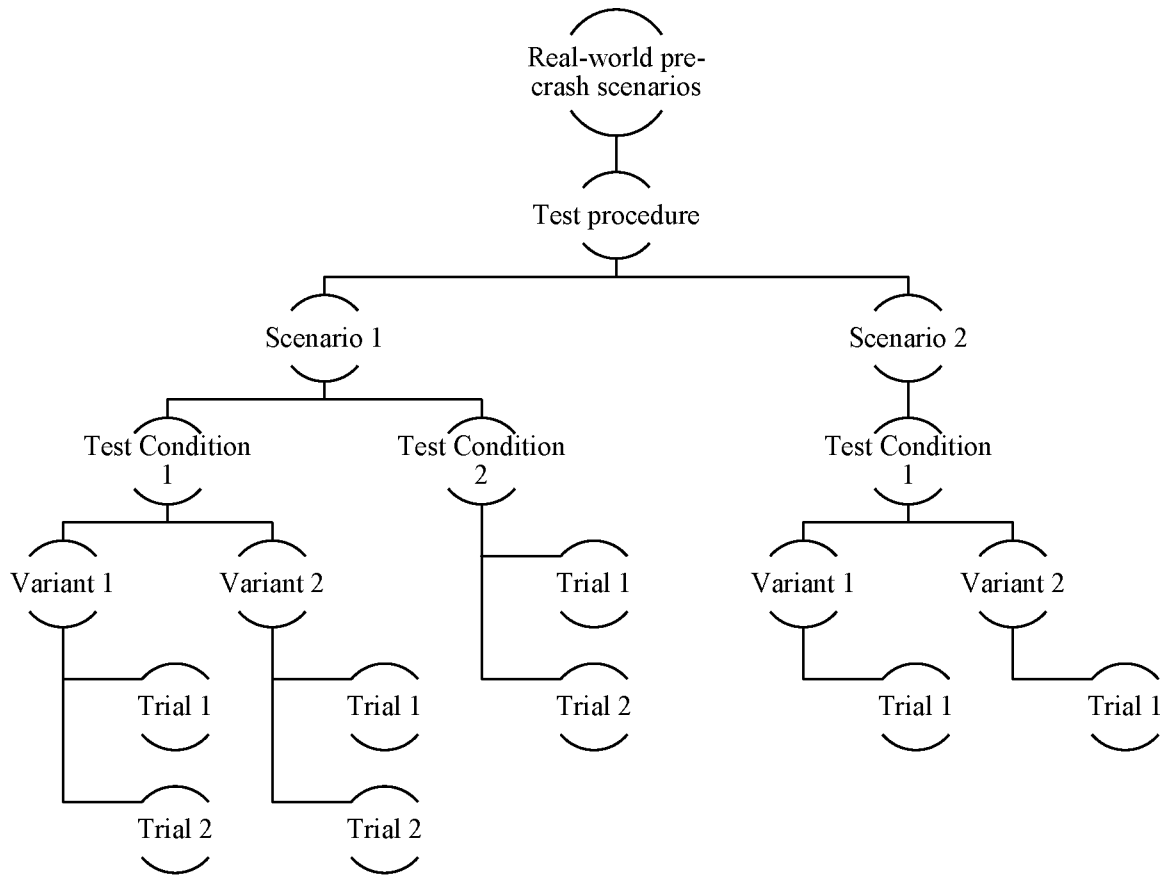 Real-world pre-
crash scenarios
Test procedure
Scenario 1
Scenario 2
Test Condition
1
Test Condition
2
Test Condition
1
Variant 1
Variant 2
Trial 1
Variant 1
Variant 2
Trial 1
Trial 1
Trial 2
Trial 1
Trial 1
Trial 2
Trial 2